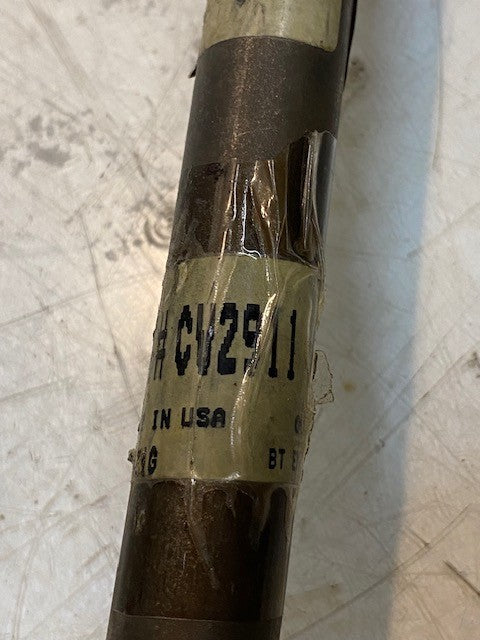 # CV2911
IN USA
G
BT